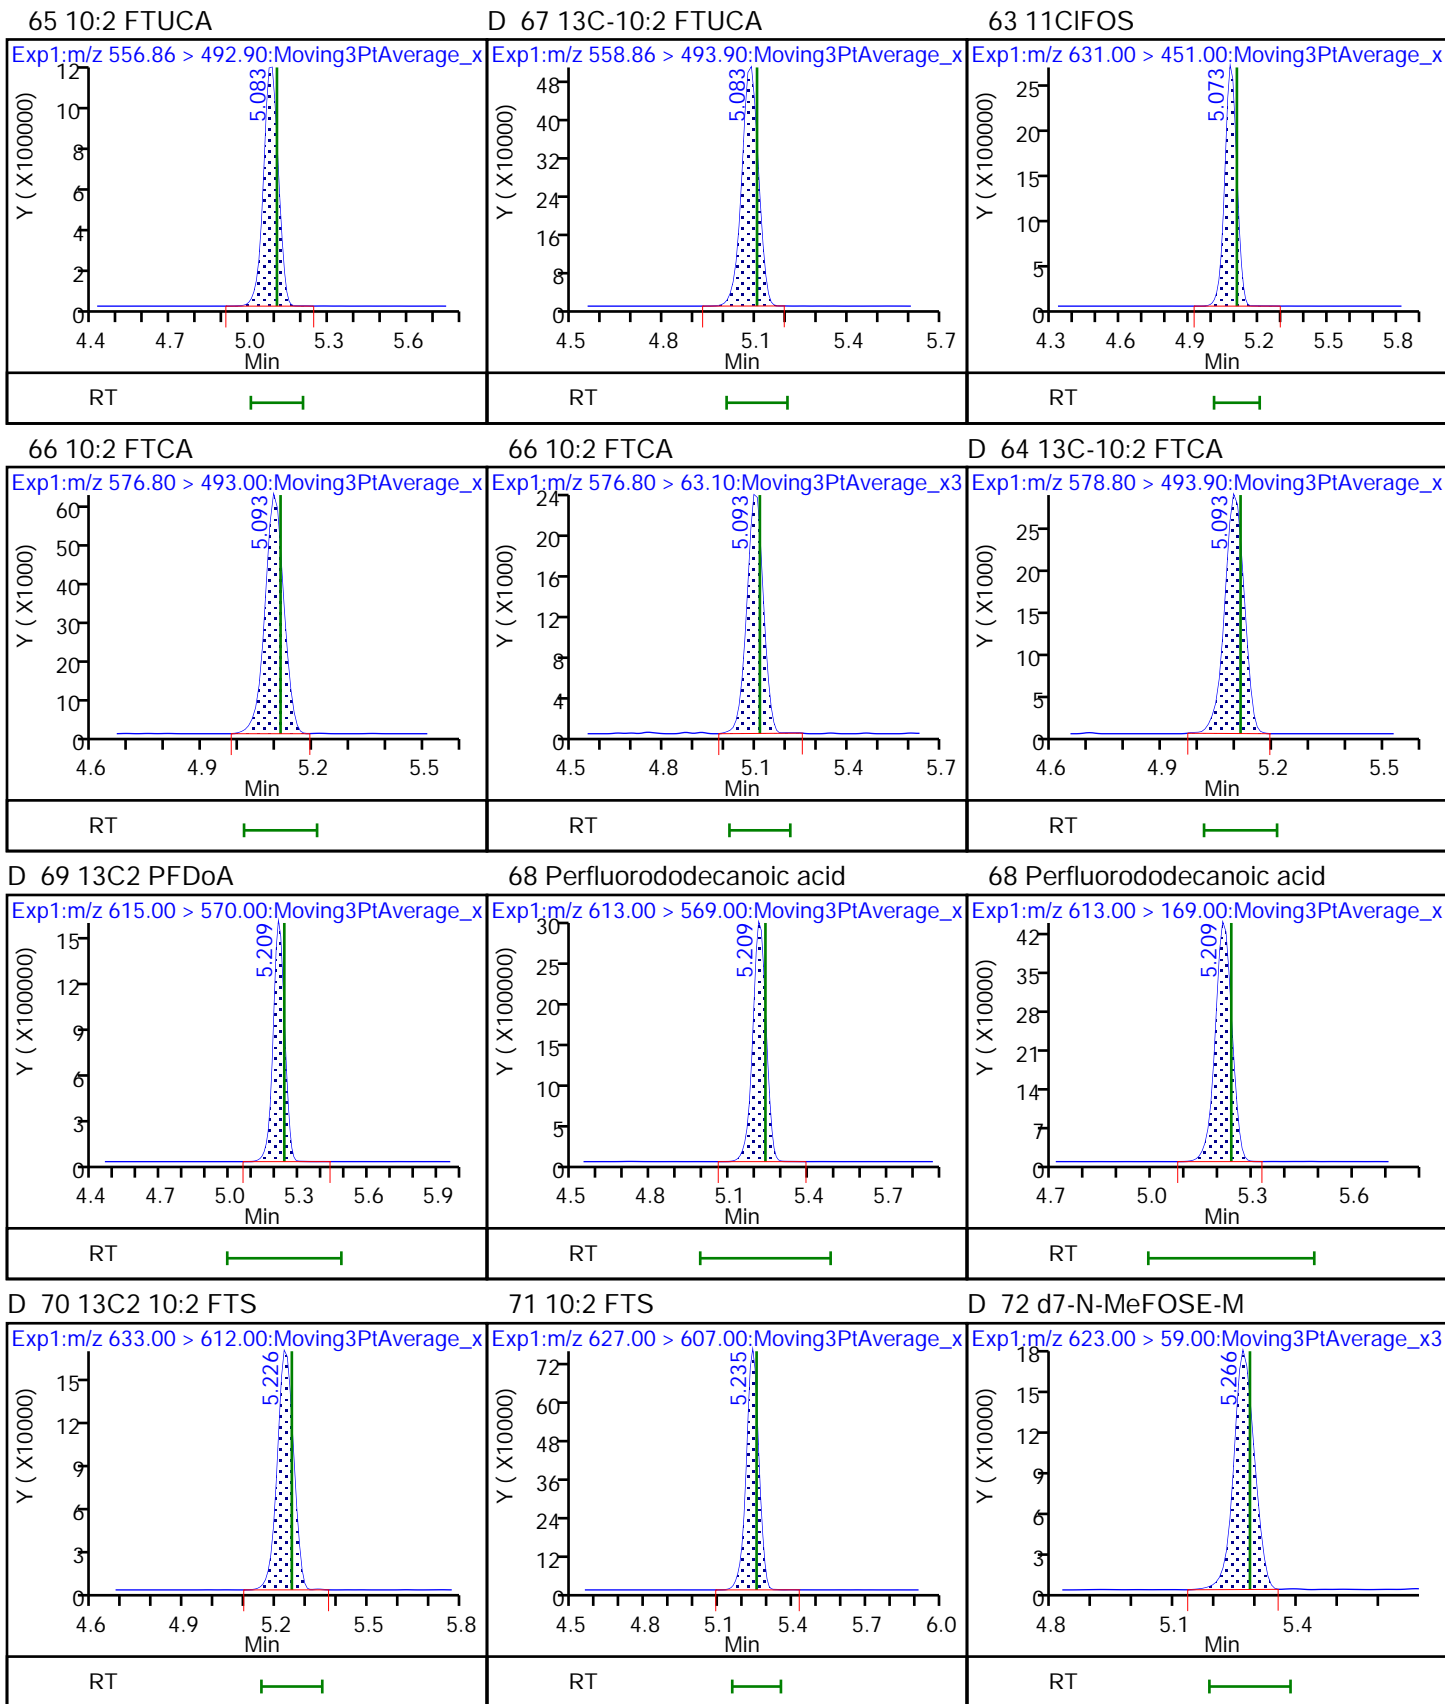 65 10:2 FTUCA
Exp1:m/z 556.86 > 492.90:Moving3PtAverage_x
5.083
Y ( X100000)
12
10
8
6
4
2
0
4.4 4.7 5.0 5.3 5.6
Min
RT
D 67 13C-10:2 FTUCA
Exp1:m/z 558.86 > 493.90:Moving3PtAverage_x
5.083
Y ( X100000)
48
40
32
24
16
8
0
4.5 4.8 5.1 5.4 5.7
Min
RT
63 11ClFOS
Exp1:m/z 631.00 > 451.00:Moving3PtAverage_x
5.073
Y ( X100000)
25
20
15
10
5
0
4.3 4.6 4.9 5.2 5.5 5.8
Min
RT
66 10:2 FTCA
Exp1:m/z 576.80 > 493.00:Moving3PtAverage_x
5.093
Y ( X1000)
60
50
40
30
20
10
0
4.6 4.9 5.2 5.5
Min
RT
66 10:2 FTCA
Exp1:m/z 576.80 > 63.10:Moving3PtAverage_x3
5.093
Y ( X1000)
24
20
16
12
8
4
0
4.5 4.8 5.1 5.4 5.7
Min
RT
D 64 13C-10:2 FTCA
Exp1:m/z 578.80 > 493.90:Moving3PtAverage_x
5.093
Y ( X1000)
25
20
15
10
5
0
4.6 4.9 5.2 5.5
Min
RT
D 69 13C2 PFDoA
Exp1:m/z 615.00 > 570.00:Moving3PtAverage_x
5.209
Y ( X100000)
15
12
9
6
3
0
4.4 4.7 5.0 5.3 5.6 5.9
Min
RT
68 Perfluorododecanoic acid
Exp1:m/z 613.00 > 569.00:Moving3PtAverage_x
5.209
Y ( X100000)
30
25
20
15
10
5
0
4.5 4.8 5.1 5.4 5.7
Min
RT
68 Perfluorododecanoic acid
Exp1:m/z 613.00 > 169.00:Moving3PtAverage_x
5.209
Y ( X10000)
42
35
28
21
14
7
0
4.7 5.0 5.3 5.6
Min
RT
D 70 13C2 10:2 FTS
Exp1:m/z 633.00 > 612.00:Moving3PtAverage_x
5.226
Y ( X10000)
15
12
9
6
3
0
4.6 4.9 5.2 5.5 5.8
Min
RT
71 10:2 FTS
Exp1:m/z 627.00 > 607.00:Moving3PtAverage_x
5.235
Y ( X10000)
72
60
48
36
24
12
0
4.5 4.8 5.1 5.4 5.7 6.0
Min
RT
D 72 d7-N-MeFOSE-M
Exp1:m/z 623.00 > 59.00:Moving3PtAverage_x3
5.266
Y ( X10000)
18
15
12
9
6
3
0
4.8 5.1 5.4
Min
RT